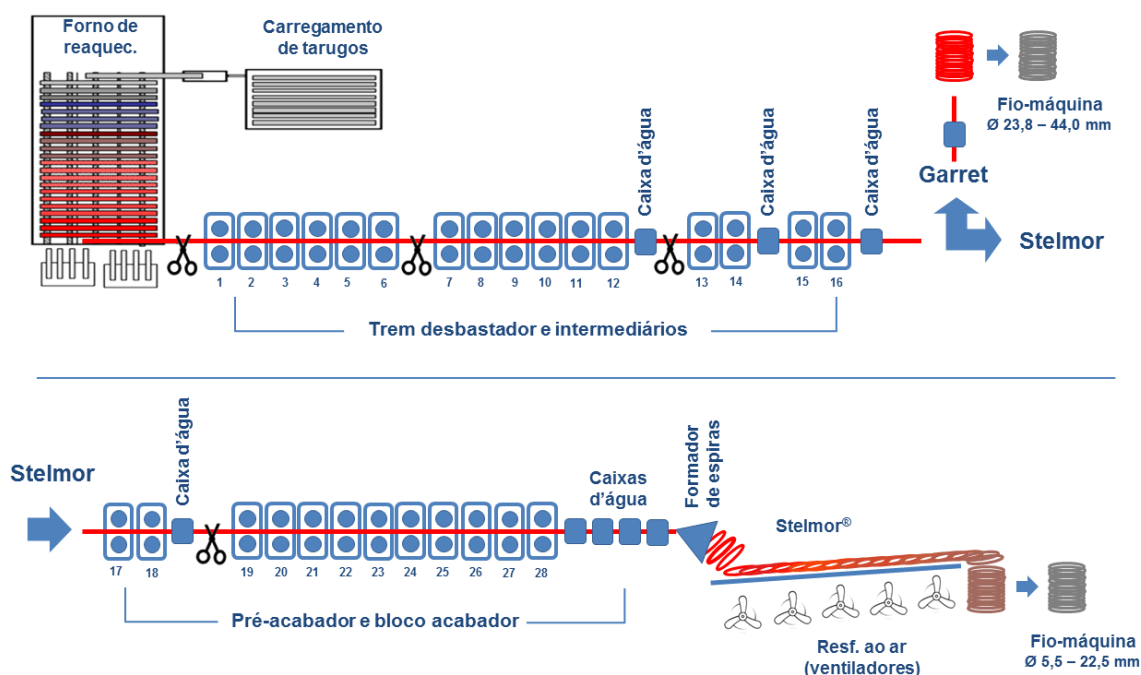 Forno de
reaquec.
Carregamento
de tarugos
Fio-máquina
Ø 23,8 – 44,0 mm
Caixa d'água
Caixa d'água
Caixa d'água
Garret
Stelmor
1 2 3 4 5 6 7 8 9 10 11 12 13 14 15 16
Trem desbastador e intermediários
Stelmor
Caixa d'água
Caixas
d'água
Formador
de espiras
Stelmor®
17 18 19 20 21 22 23 24 25 26 27 28
Pré-acabador e bloco acabador
Resf. ao ar
(ventiladores)
Fio-máquina
Ø 5,5 – 22,5 mm